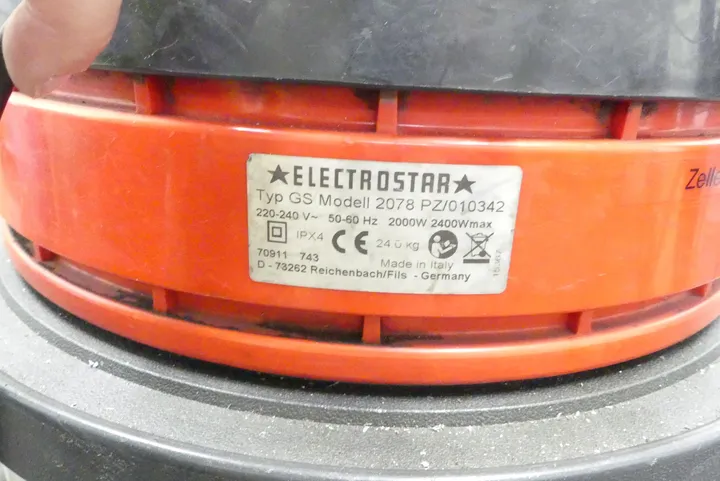 ★ELECTROSTAR★
Typ GS Modell 2078 PZ/010342
220-240 V~ 50-60 Hz 2000W 2400Wmax
IPX4 CE 24.0 kg
70911 743 Made in Italy
D - 73262 Reichenbach/Fils - Germany
Zelle